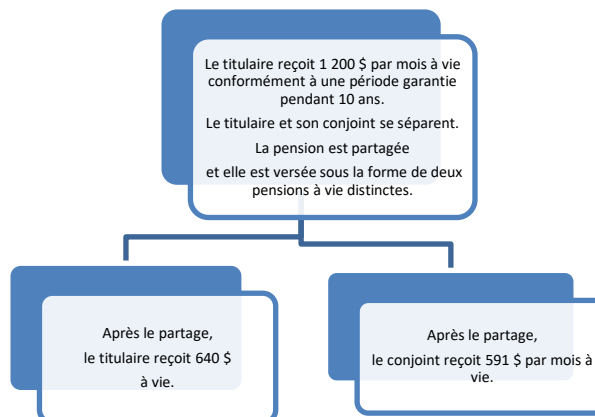 Le titulaire reçoit 1 200 $ par mois à vie
conformément à une période garantie
pendant 10 ans.
Le titulaire et son conjoint se séparent.
La pension est partagée
et elle est versée sous la forme de deux
pensions à vie distinctes.
Après le partage,
le titulaire reçoit 640 $
à vie.
Après le partage,
le conjoint reçoit 591 $ par mois à
vie.